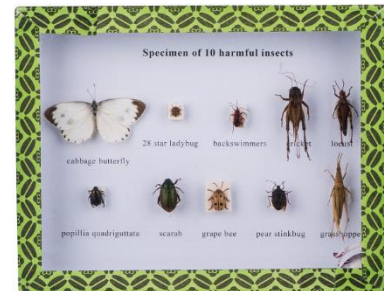 Specimen of 10 harmful insects
28 star ladybug backswimmers cricket locust
cabbage butterfly
popillia quadriguttata scarab grape bee pear stinkbug grasshopper